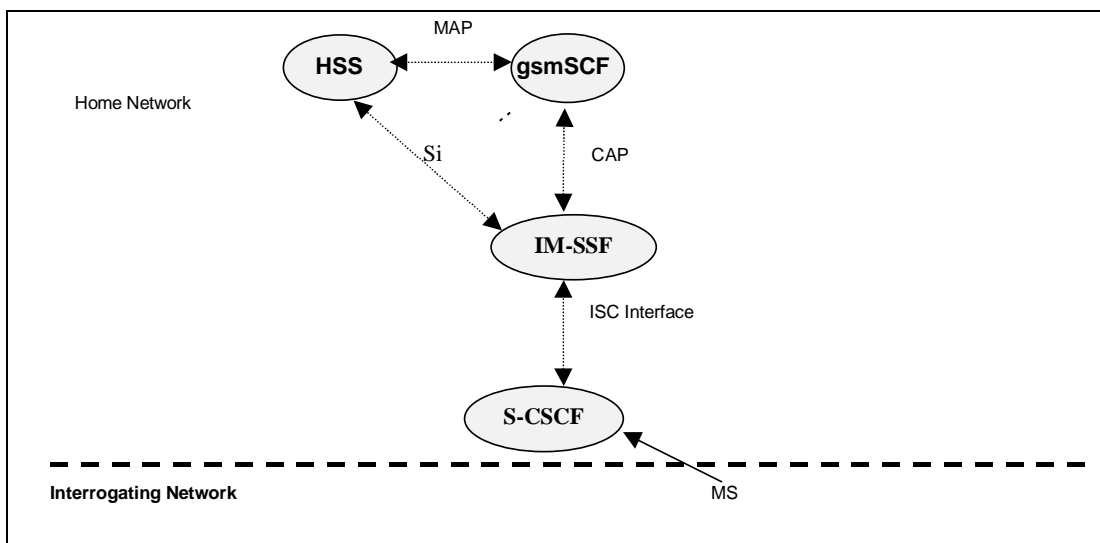 MAP
HSS
gsmSCF
Home Network
Si
CAP
IM-SSF
ISC Interface
S-CSCF
Interrogating Network
MS